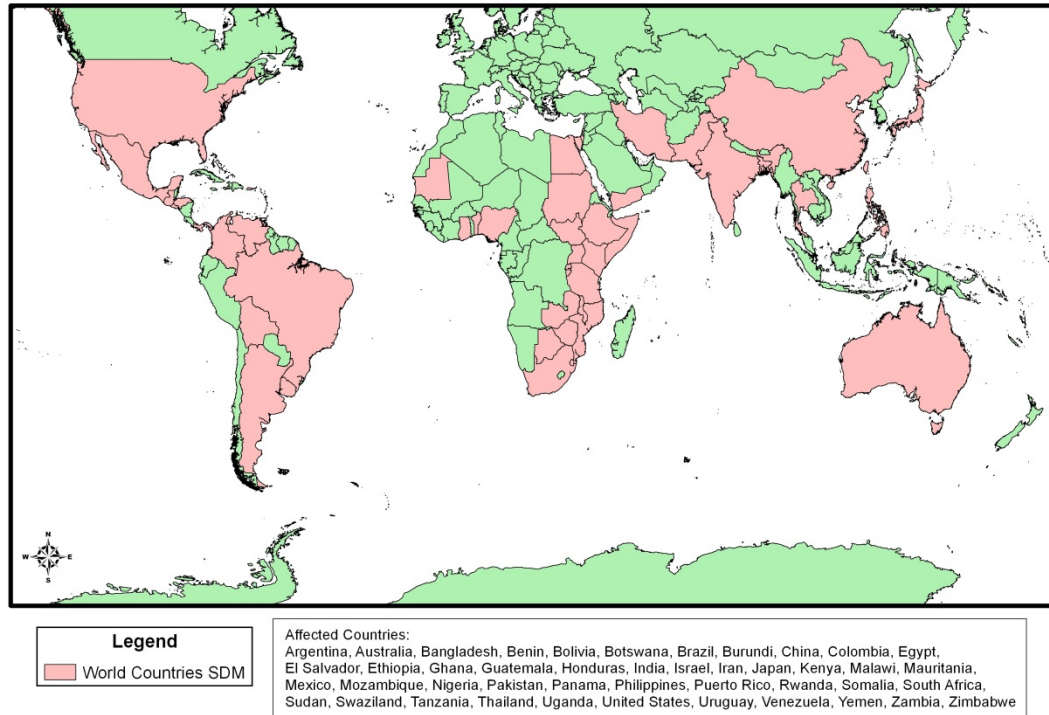 N
W E
S
Legend
World Countries SDM
Affected Countries:
Argentina, Australia, Bangladesh, Benin, Bolivia, Botswana, Brazil, Burundi, China, Colombia, Egypt,
El Salvador, Ethiopia, Ghana, Guatemala, Honduras, India, Israel, Iran, Japan, Kenya, Malawi, Mauritania,
Mexico, Mozambique, Nigeria, Pakistan, Panama, Philippines, Puerto Rico, Rwanda, Somalia, South Africa,
Sudan, Swaziland, Tanzania, Thailand, Uganda, United States, Uruguay, Venezuela, Yemen, Zambia, Zimbabwe